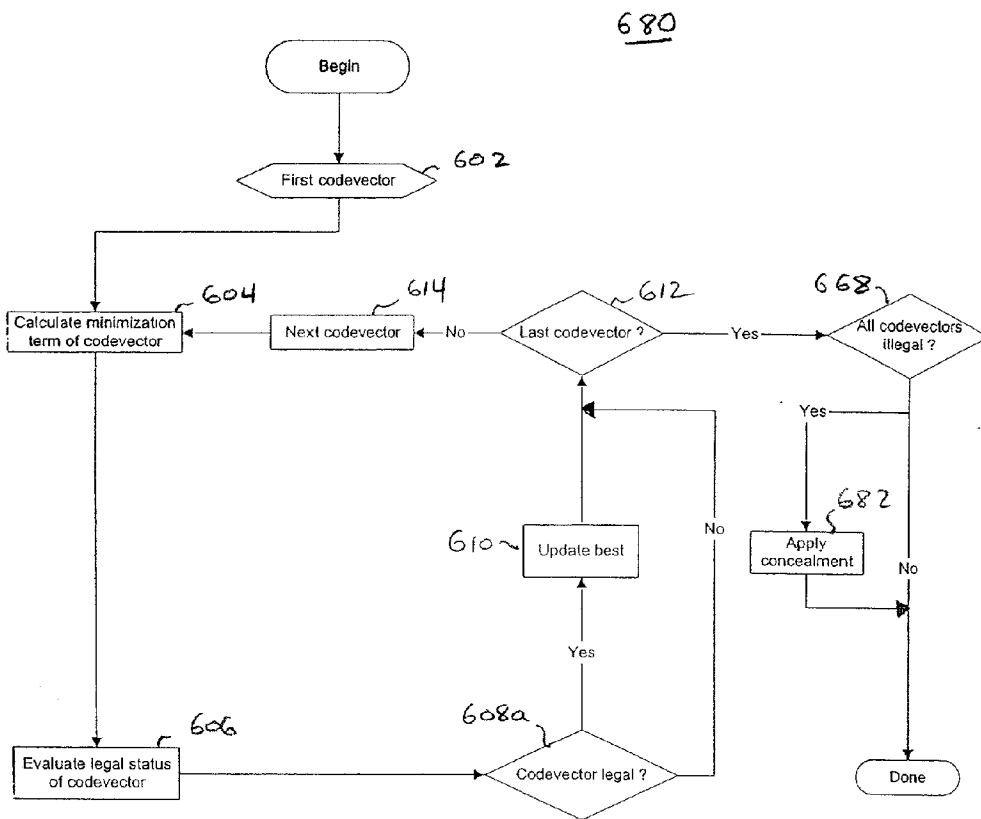 680
Begin
602
First codevector
604
614
612
668
Calculate minimization
term of codevector
Next codevector
No
Last codevector ?
Yes
All codevectors
illegal ?
Yes
682
No
610
Update best
Apply
concealment
No
Yes
606
608a
Evaluate legal status
of codevector
Codevector legal ?
Done